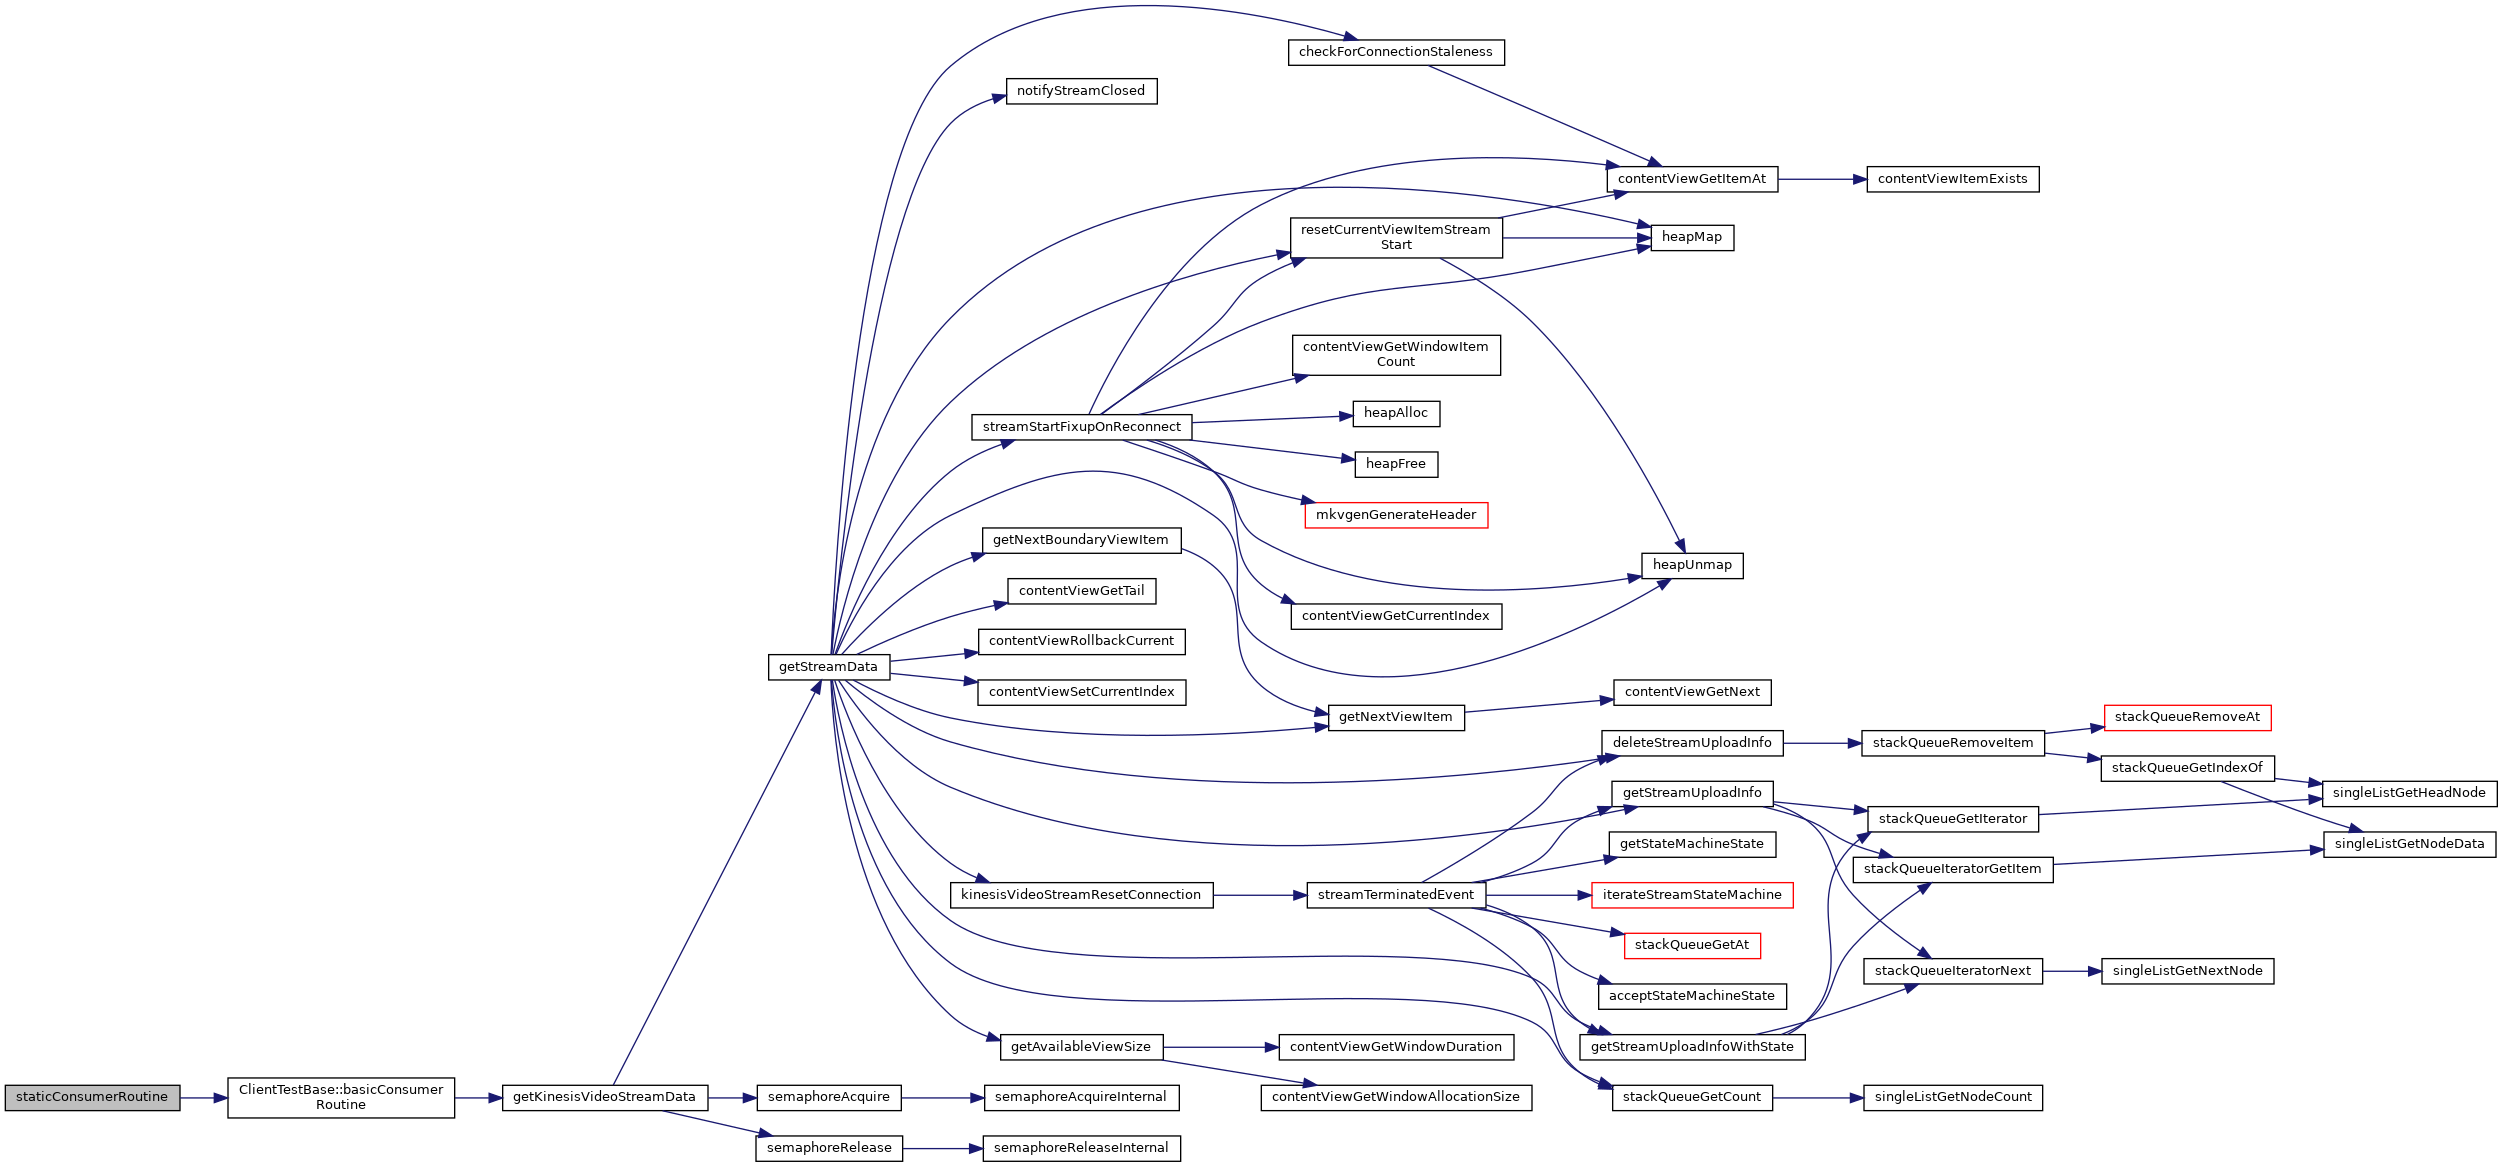 checkForConnectionStaleness
notifyStreamClosed
contentViewGetItemAt
contentViewItemExists
resetCurrentViewItemStream
Start
heapMap
contentViewGetWindowItem
Count
heapAlloc
streamStartFixupOnReconnect
heapFree
mkvgenGenerateHeader
getNextBoundaryViewItem
heapUnmap
contentViewGetTail
contentViewGetCurrentIndex
contentViewRollbackCurrent
getStreamData
contentViewSetCurrentIndex
contentViewGetNext
getNextViewItem
stackQueueRemoveAt
deleteStreamUploadInfo
stackQueueRemoveItem
stackQueueGetIndexOf
getStreamUploadInfo
singleListGetHeadNode
stackQueueGetIterator
getStateMachineState
singleListGetNodeData
stackQueueIteratorGetItem
kinesisVideoStreamResetConnection
streamTerminatedEvent
iterateStreamStateMachine
stackQueueGetAt
stackQueueIteratorNext
singleListGetNextNode
acceptStateMachineState
getAvailableViewSize
contentViewGetWindowDuration
getStreamUploadInfoWithState
staticConsumerRoutine
ClientTestBase::basicConsumer
Routine
getKinesisVideoStreamData
semaphoreAcquire
semaphoreAcquireInternal
contentViewGetWindowAllocationSize
stackQueueGetCount
singleListGetNodeCount
semaphoreRelease
semaphoreReleaseInternal